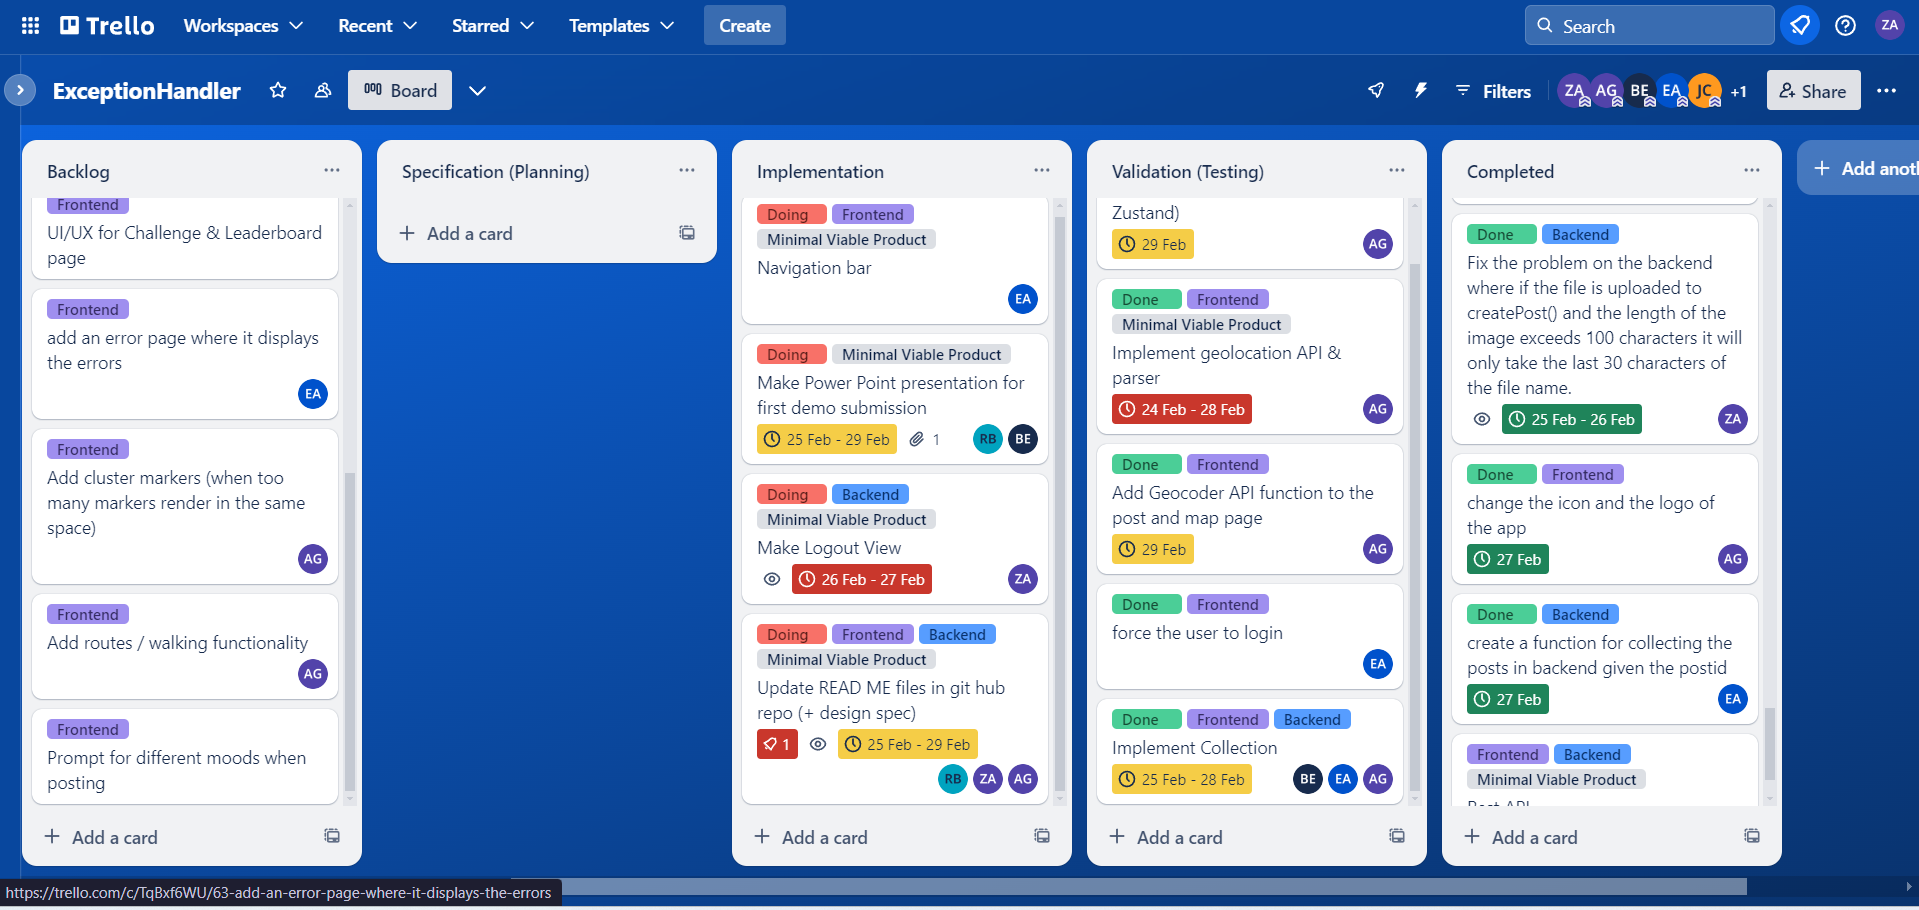 Trello
Workspaces
Recent
Starred
Templates
Create
Search
ZA
ExceptionHandler
Board
Filters
ZA
AG
BE
EA
JC
+1
Share
Backlog
Frontend
UI/UX for Challenge & Leaderboard
page
Frontend
add an error page where it displays
the errors
EA
Frontend
Add cluster markers (when too
many markers render in the same
space)
AG
Frontend
Add routes / walking functionality
AG
Frontend
Prompt for different moods when
posting
Add a card
Specification (Planning)
Add a card
Implementation
Doing Frontend
Minimal Viable Product
Navigation bar
EA
Doing Minimal Viable Product
Make Power Point presentation for
first demo submission
25 Feb - 29 Feb 1 RB BE
Doing Backend
Minimal Viable Product
Make Logout View
26 Feb - 27 Feb ZA
Doing Frontend Backend
Minimal Viable Product
Update READ ME files in git hub
repo (+ design spec)
1 25 Feb - 29 Feb
RB ZA AG
Add a card
Validation (Testing)
Zustand)
29 Feb AG
Done Frontend
Minimal Viable Product
Implement geolocation API &
parser
24 Feb - 28 Feb AG
Done Frontend
Add Geocoder API function to the
post and map page
29 Feb AG
Done Frontend
force the user to login
EA
Done Frontend Backend
Implement Collection
25 Feb - 28 Feb BE EA AG
Add a card
Completed
Done Backend
Fix the problem on the backend
where if the file is uploaded to
createPost() and the length of the
image exceeds 100 characters it will
only take the last 30 characters of
the file name.
25 Feb - 26 Feb ZA
Done Frontend
change the icon and the logo of
the app
27 Feb AG
Done Backend
create a function for collecting the
posts in backend given the postid
27 Feb EA
Frontend Backend
Minimal Viable Product
Add a card
Add anoth
https://trello.com/c/TqBxf6WU/63-add-an-error-page-where-it-displays-the-errors